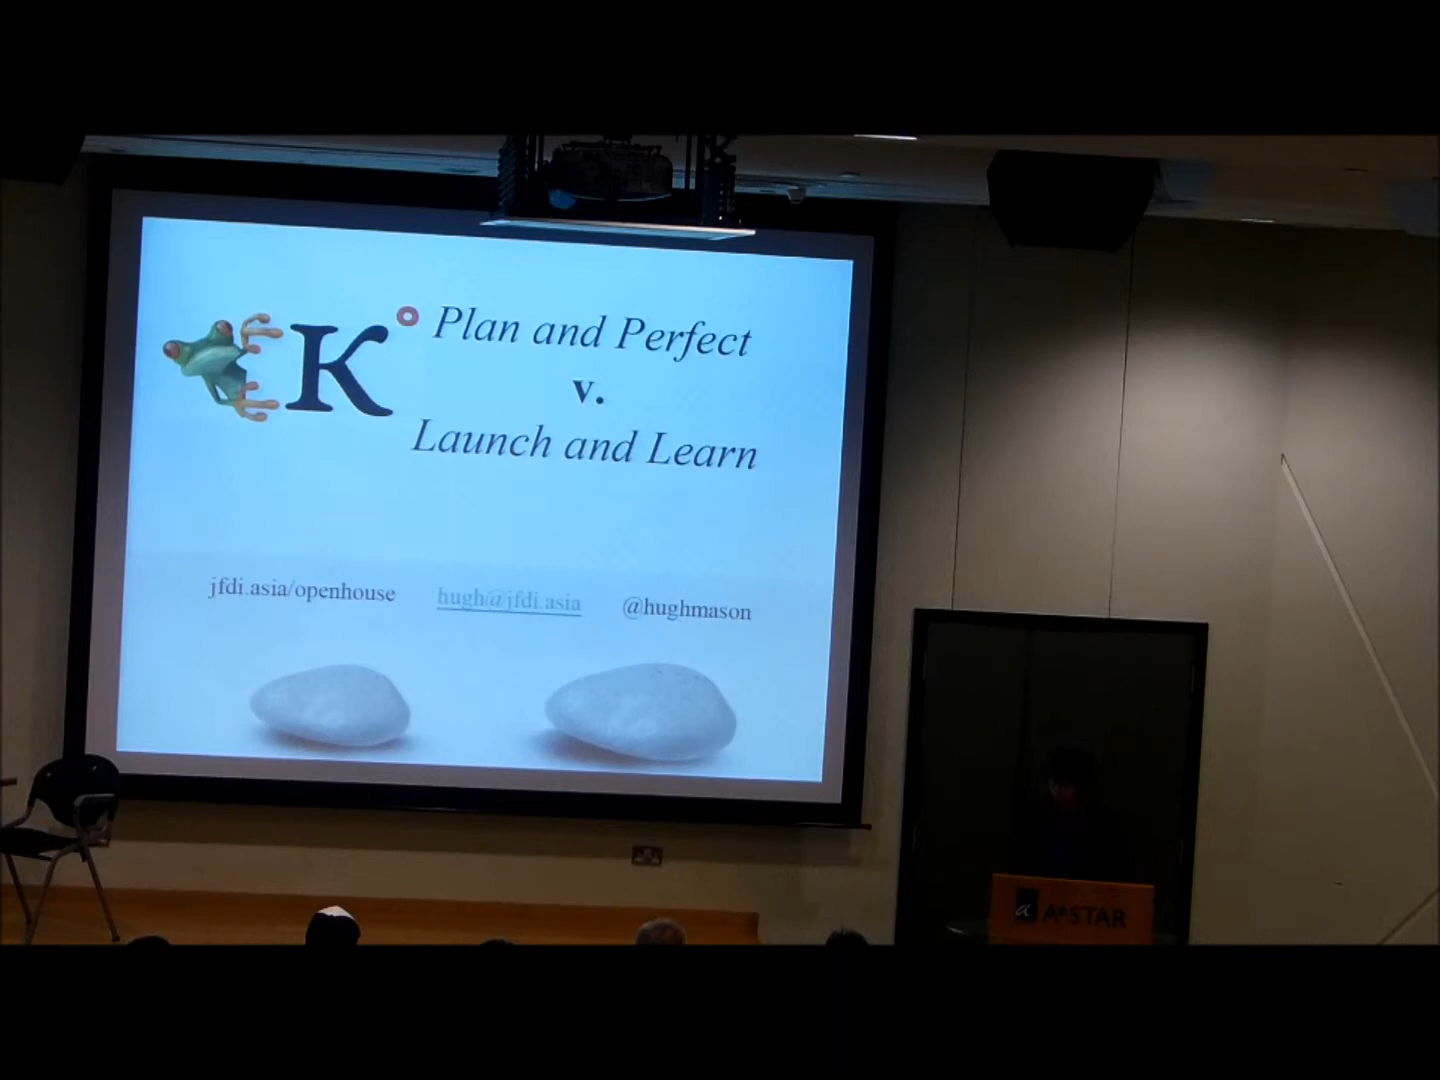 K°
Plan and Perfect
v.
Launch and Learn
jfdi.asia/openhouse hugh@jfdi.asia @hughmason
A*STAR